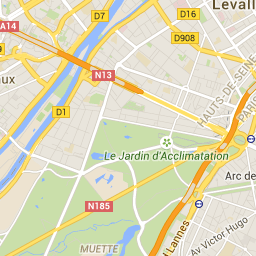 Levall
A14
D7
D16
D908
N13
aux
D1
HAUTS-DE-SEINE
PARIS
Le Jardin d'Acclimatation
Arc de
N185
Av Victor Hugo
d Lannes
MUETTE